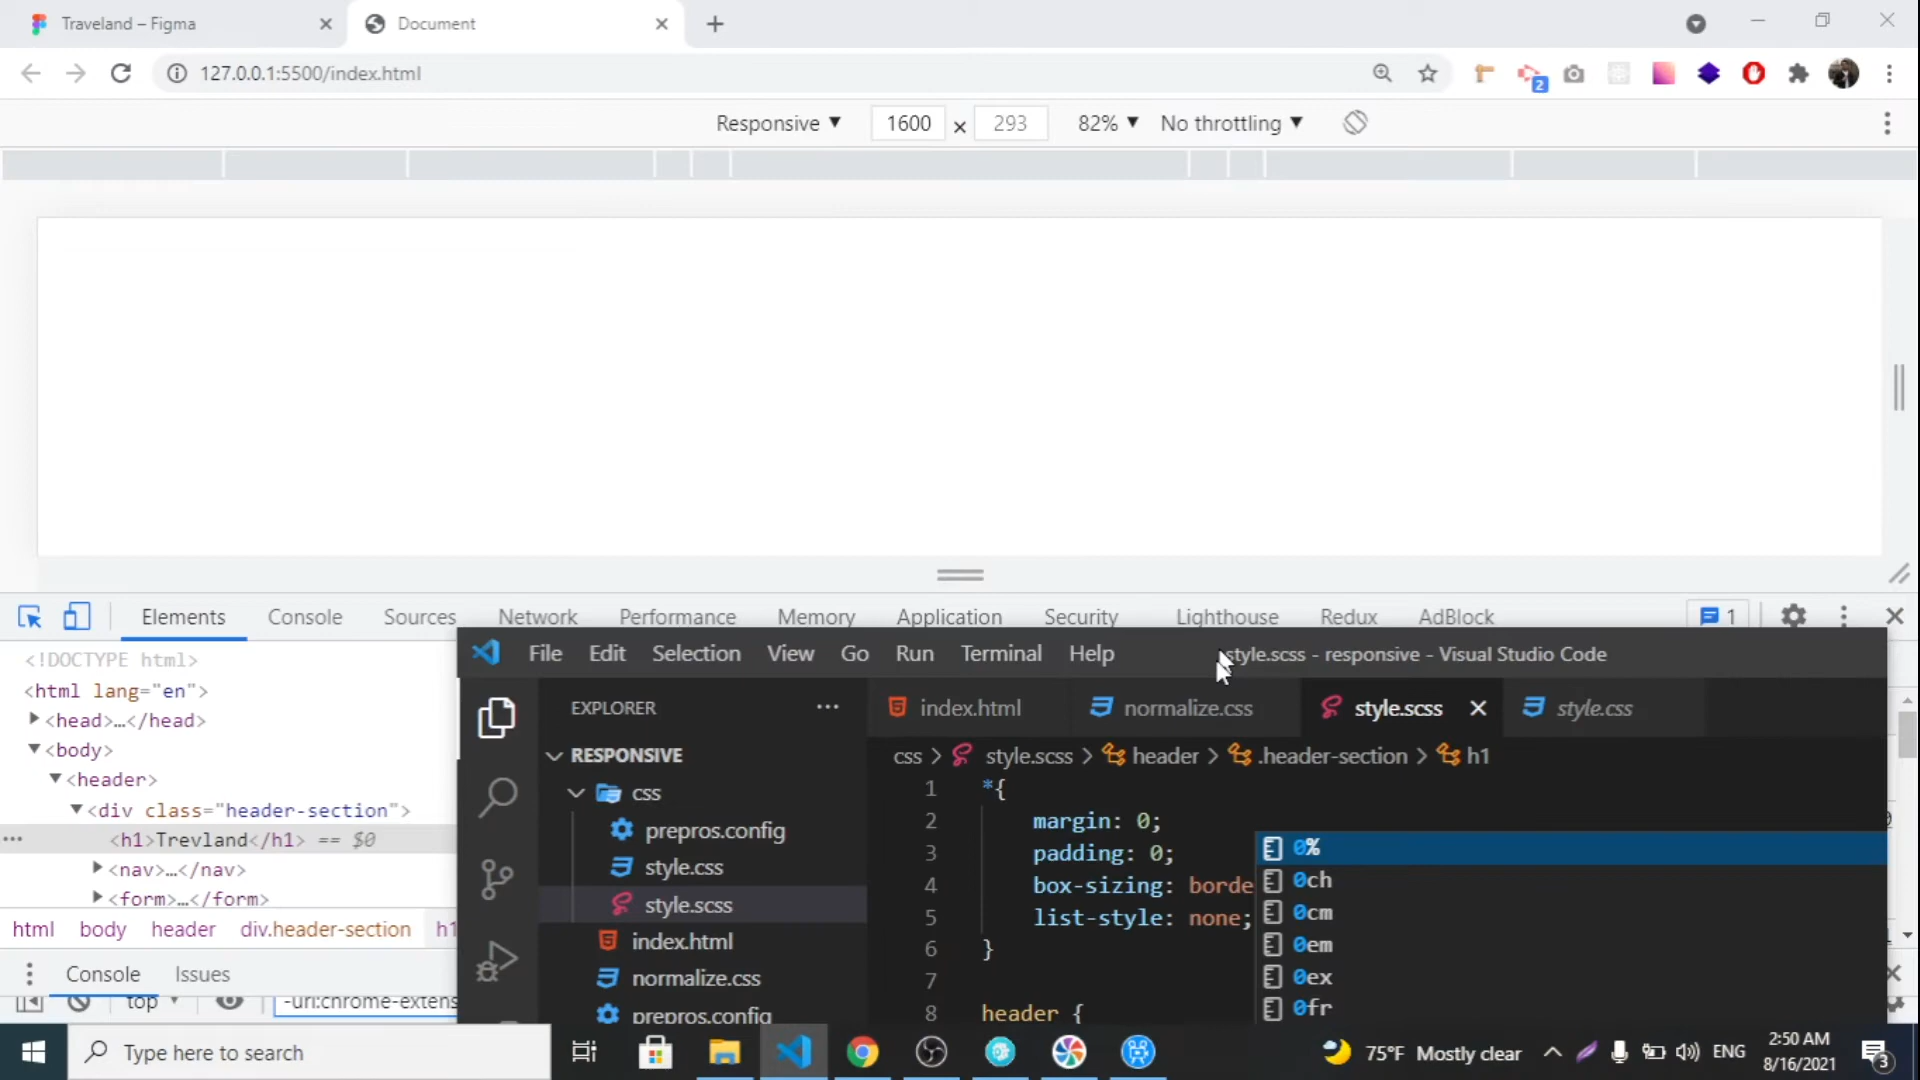 Traveland – Figma
Document
127.0.0.1:5500/index.html
2
Responsive ▼ 1600 × 293 82% ▼ No throttling ▼
Elements Console Sources Network Performance Memory Application Security Lighthouse Redux AdBlock 1
<!DOCTYPE html>
<html lang="en">
<head>…</head>
<body>
<header>
<div class="header-section">
<h1>Trevland</h1> == $0
<nav>…</nav>
<form>…</form>
html body header div.header-section h1
Console Issues
top
-url:chrome-extens
File Edit Selection View Go Run Terminal Help
style.scss - responsive - Visual Studio Code
EXPLORER
RESPONSIVE
css
prepros.config
style.css
style.scss
index.html
normalize.css
prepros.config
index.html normalize.css style.scss style.css
css > style.scss > header > .header-section > h1
1 *{
2 margin: 0;
3 padding: 0;
4 box-sizing: borde
5 list-style: none;
6 }
7
8 header {
0%
0ch
0cm
0em
0ex
0fr
Type here to search
75°F Mostly clear
ENG
2:50 AM
8/16/2021
3